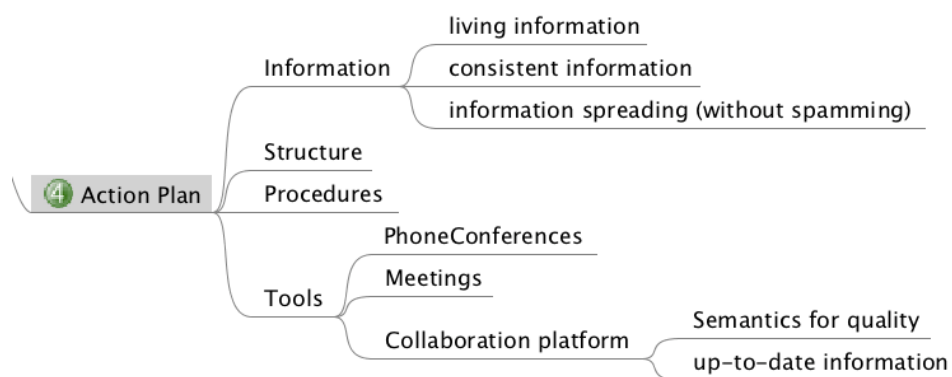 living information
Information
consistent information
information spreading (without spamming)
Structure
4 Action Plan
Procedures
PhoneConferences
Meetings
Tools
Collaboration platform
Semantics for quality
up-to-date information